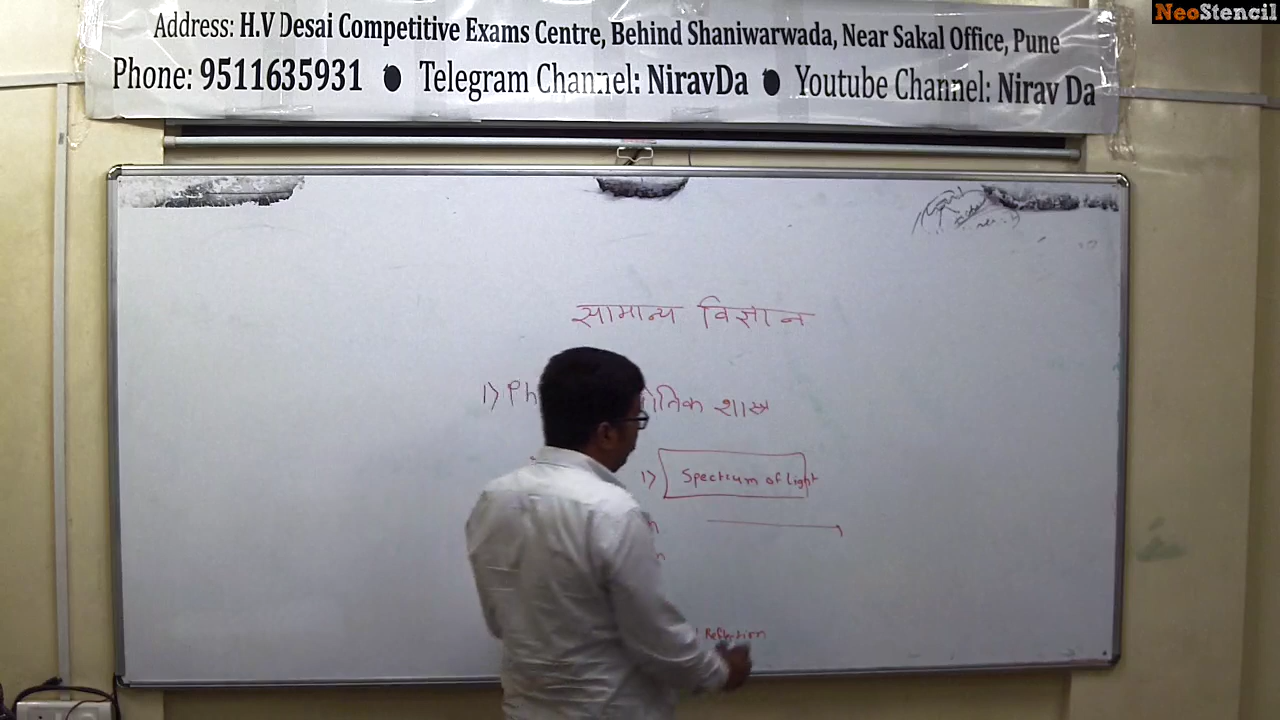 NeoStencil
Address: H.V Desai Competitive Exams Centre, Behind Shaniwarwada, Near Sakal Office, Pune
Phone: 9511635931 ● Telegram Channel: NiravDa ● Youtube Channel: Nirav Da
सामान्य विज्ञान
1) Ph शास्त्र
1) Spectrum of Light
Reflection